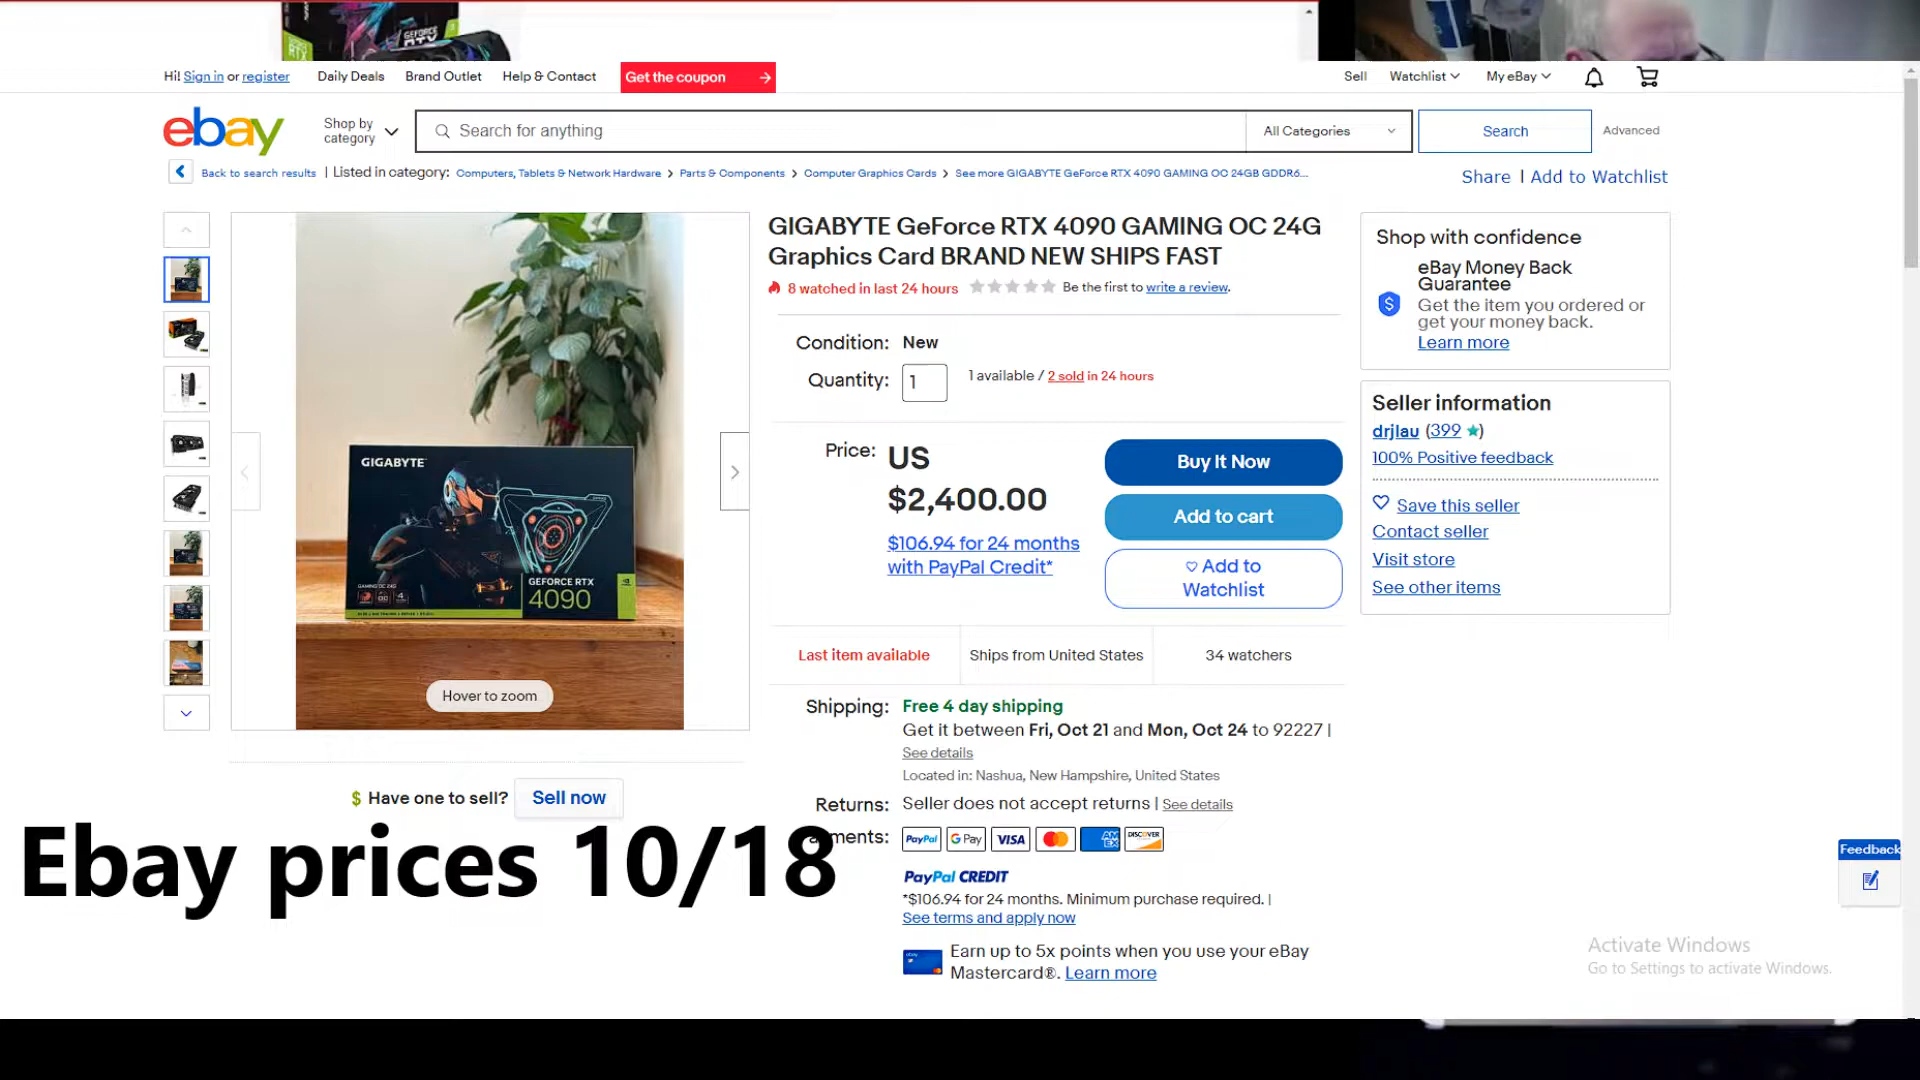 GEFORCE
RTX
Hi! Sign in or register
Daily Deals
Brand Outlet
Help & Contact
Get the coupon
Sell
Watchlist
My eBay
ebay
Shop by
category
Search for anything
All Categories
Search
Advanced
Back to search results | Listed in category: Computers, Tablets & Network Hardware > Parts & Components > Computer Graphics Cards > See more GIGABYTE GeForce RTX 4090 GAMING OC 24GB GDDR6...
Share | Add to Watchlist
GIGABYTE GeForce RTX 4090 GAMING OC 24G
Graphics Card BRAND NEW SHIPS FAST
8 watched in last 24 hours
Be the first to write a review.
Condition: New
Quantity: 1
1 available / 2 sold in 24 hours
Price: US
$2,400.00
$106.94 for 24 months
with PayPal Credit*
Buy It Now
Add to cart
Add to
Watchlist
Last item available
Ships from United States
34 watchers
Shipping: Free 4 day shipping
Get it between Fri, Oct 21 and Mon, Oct 24 to 92227 |
See details
Located in: Nashua, New Hampshire, United States
Returns: Seller does not accept returns | See details
ments:
PayPal
G Pay
VISA
AM
EX
DISCOVER
PayPal CREDIT
*$106.94 for 24 months. Minimum purchase required. |
See terms and apply now
Earn up to 5x points when you use your eBay
Mastercard®. Learn more
Shop with confidence
eBay Money Back
Guarantee
Get the item you ordered or
get your money back.
Learn more
Seller information
drjlau (399)
100% Positive feedback
Save this seller
Contact seller
Visit store
See other items
GIGABYTE
GAMING OC 24G
GEFORCE RTX
4090
Hover to zoom
$ Have one to sell? Sell now
Ebay prices 10/18
Feedback
Activate Windows
Go to Settings to activate Windows.